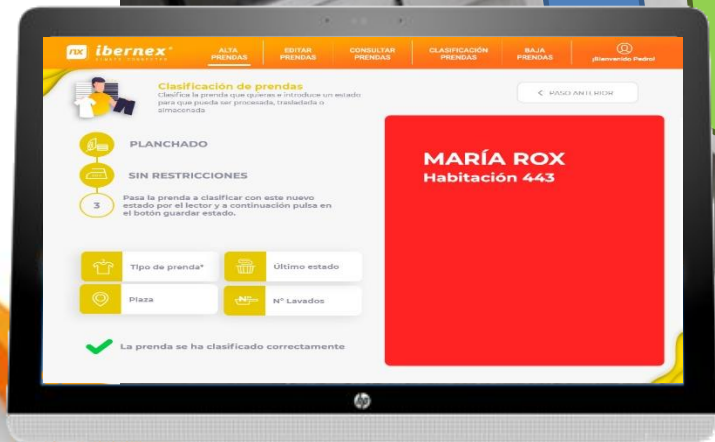 nx ibernex
ALTA PRENDAS
EDITAR PRENDAS
CONSULTAR PRENDAS
CLASIFICACIÓN PRENDAS
BAJA PRENDAS
¡Bienvenido Pedro!
Clasificación de prendas
Clasifica la prenda que quieras e introduce un estado
para que pueda ser procesada, trasladada o
almacenada
< PASO ANTERIOR
PLANCHADO
SIN RESTRICCIONES
3
Pasa la prenda a clasificar con este nuevo
estado por el lector y a continuación pulsa en
el botón guardar estado.
MARÍA ROX
Habitación 443
Tipo de prenda*
Último estado
Plaza
Nº
Nº Lavados
La prenda se ha clasificado correctamente
hp